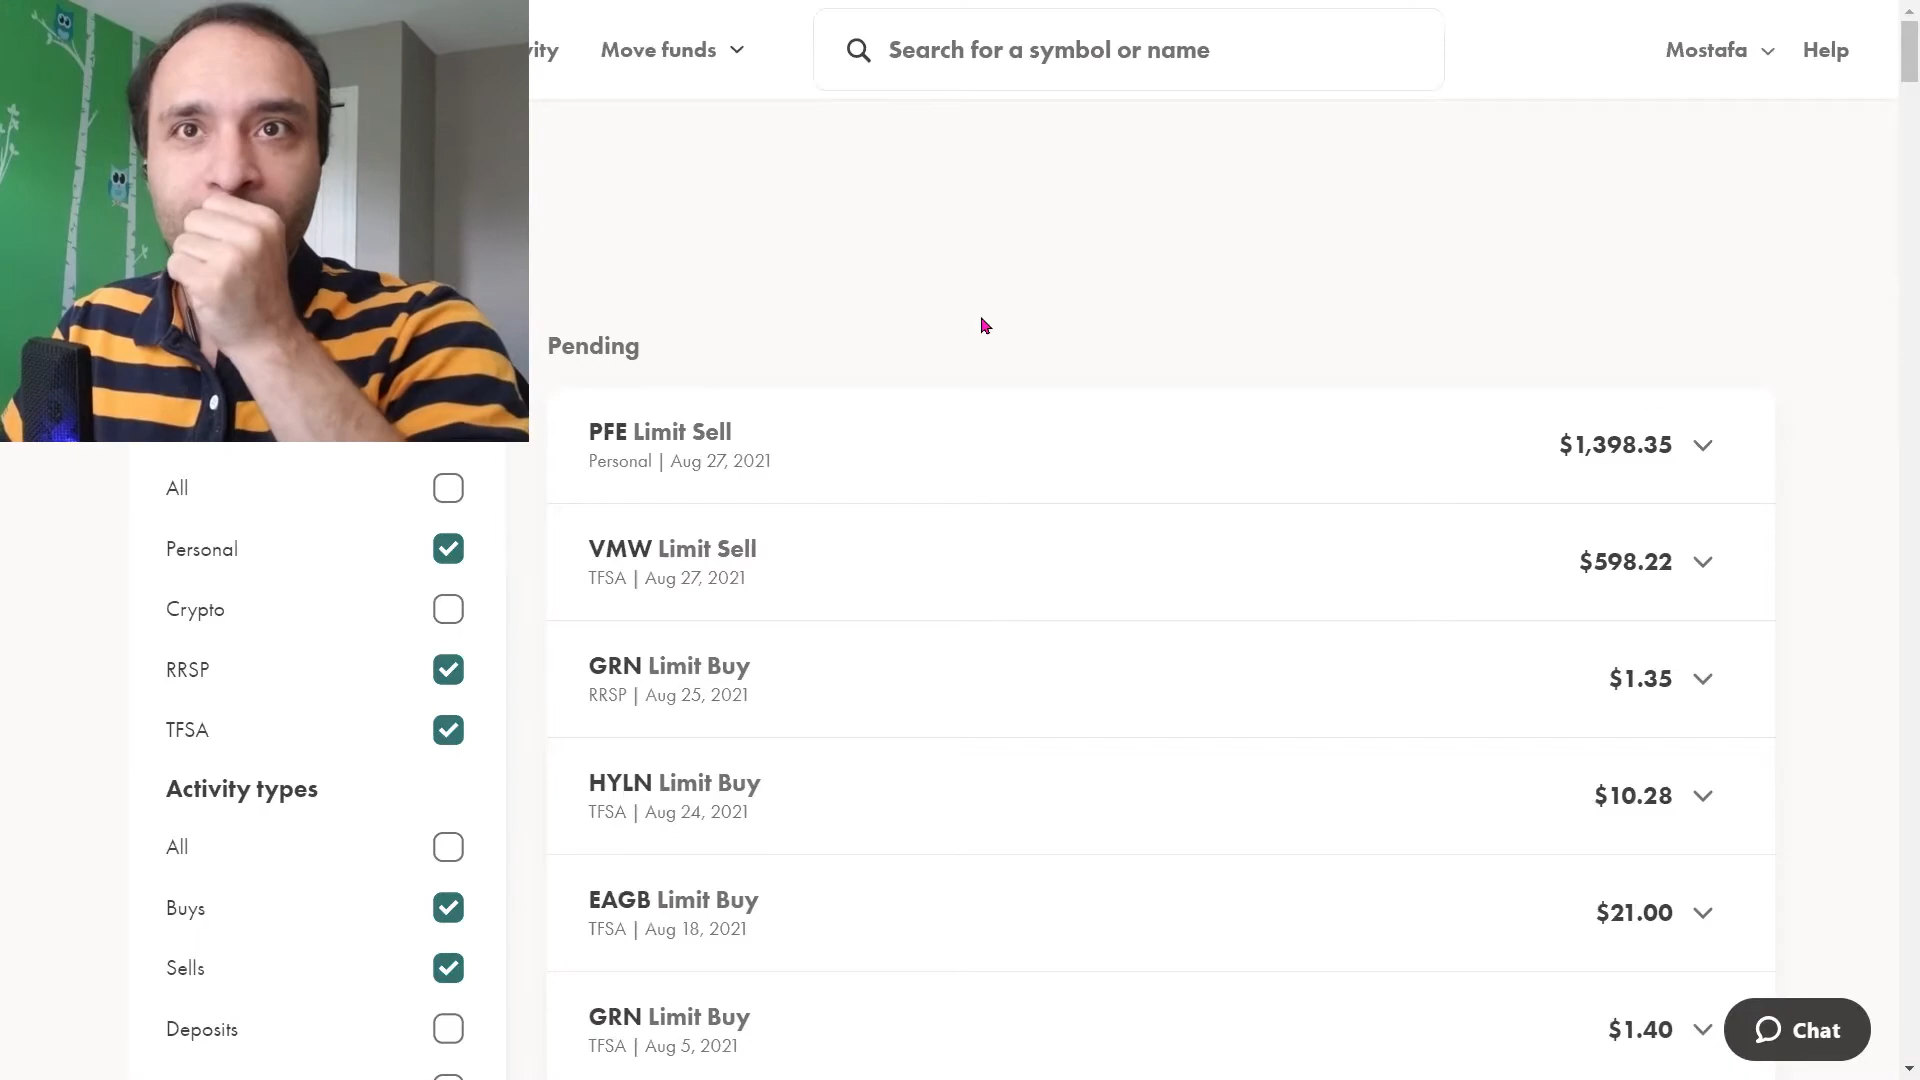 Move funds
Search for a symbol or name
Mostafa
Help
Pending
PFE Limit Sell
Personal | Aug 27, 2021
$1,398.35
VMW Limit Sell
TFSA | Aug 27, 2021
$598.22
GRN Limit Buy
RRSP | Aug 25, 2021
$1.35
HYLN Limit Buy
TFSA | Aug 24, 2021
$10.28
EAGB Limit Buy
TFSA | Aug 18, 2021
$21.00
GRN Limit Buy
TFSA | Aug 5, 2021
$1.40
All
Personal
Crypto
RRSP
TFSA
Activity types
All
Buys
Sells
Deposits
Chat